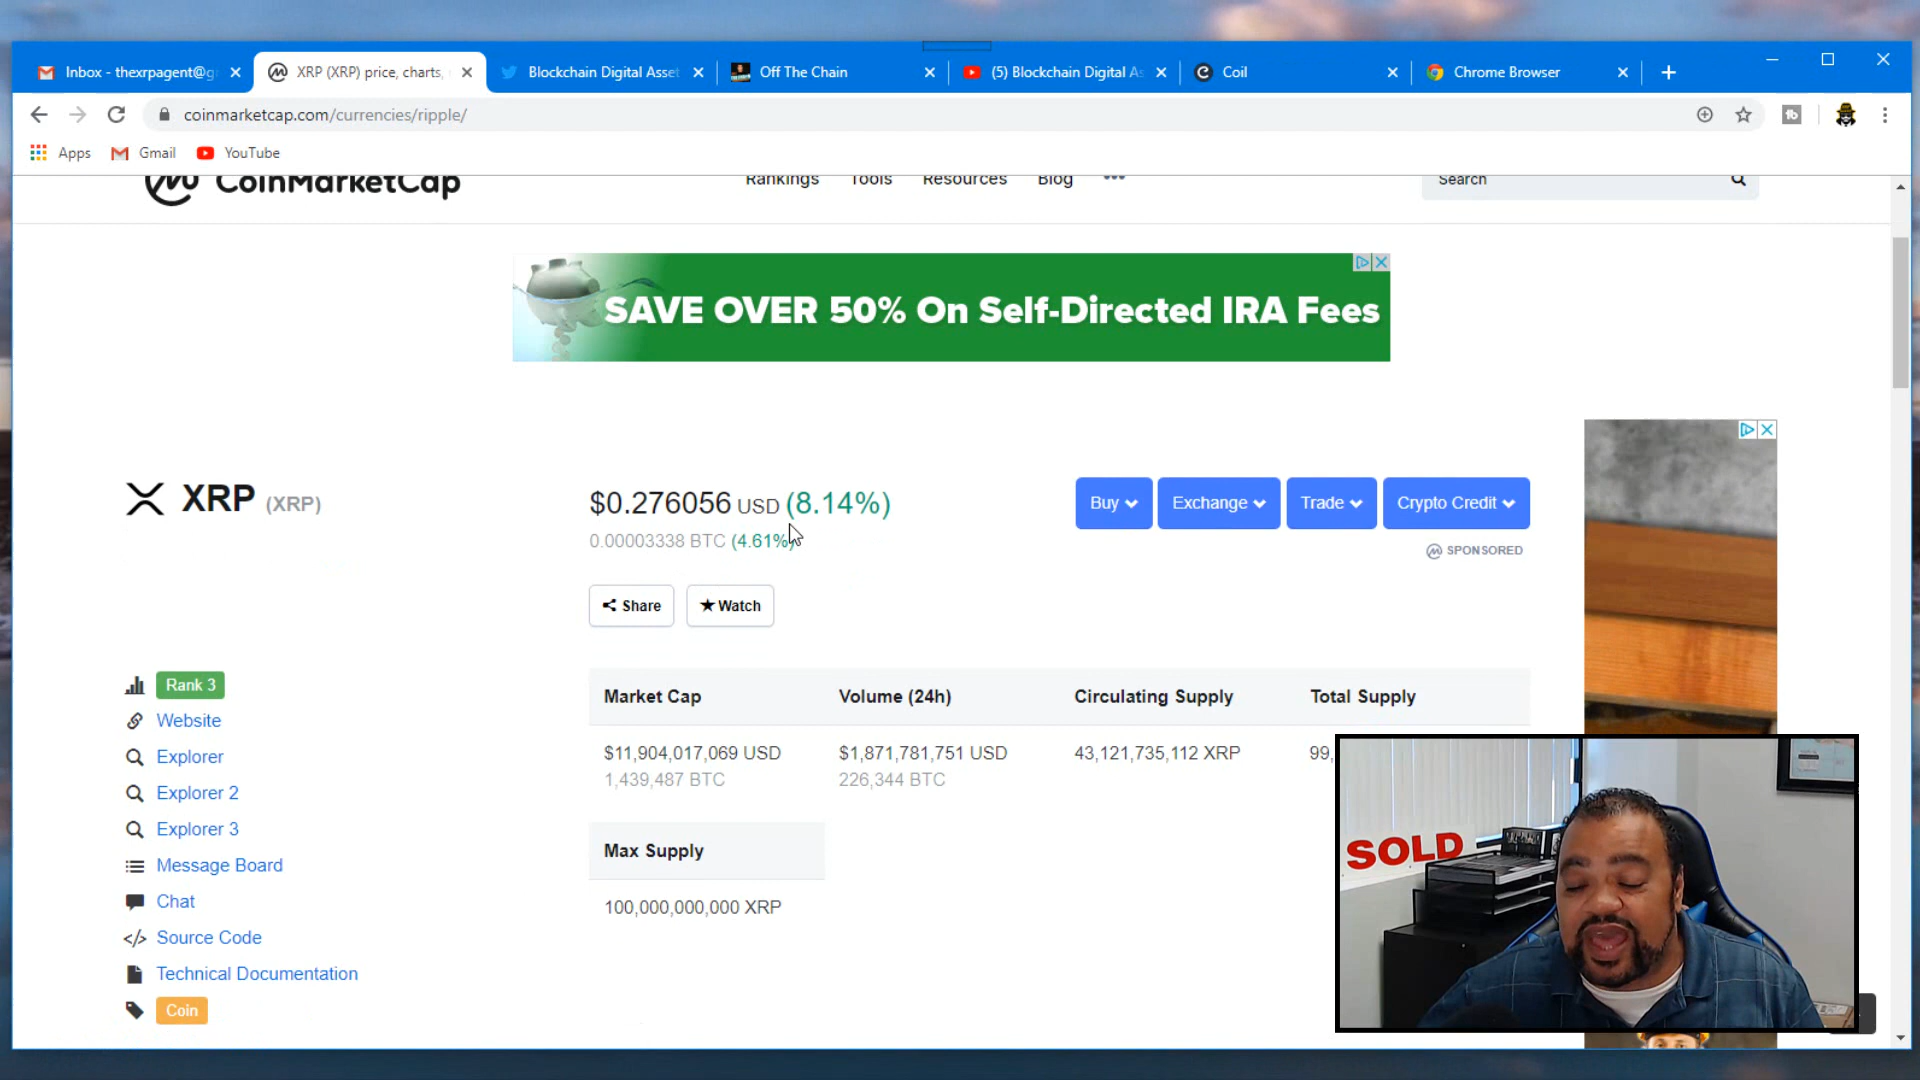 Inbox - thexrpagent@g
XRP (XRP) price, charts,
Blockchain Digital Asset
Off The Chain
(5) Blockchain Digital As
Coil
Chrome Browser
coinmarketcap.com/currencies/ripple/
Apps
Gmail
YouTube
CoinMarketCap
Rankings
Tools
Resources
Blog
Search
SAVE OVER 50% On Self-Directed IRA Fees
XRP (XRP)
$0.276056 USD (8.14%)
0.00003338 BTC (4.61%)
Buy
Exchange
Trade
Crypto Credit
SPONSORED
Share
Watch
Rank 3
Website
Explorer
Explorer 2
Explorer 3
Message Board
Chat
Source Code
Technical Documentation
Coin
Market Cap
Volume (24h)
Circulating Supply
Total Supply
$11,904,017,069 USD
$1,871,781,751 USD
43,121,735,112 XRP
99,
1,439,487 BTC
226,344 BTC
Max Supply
100,000,000,000 XRP
SOLD